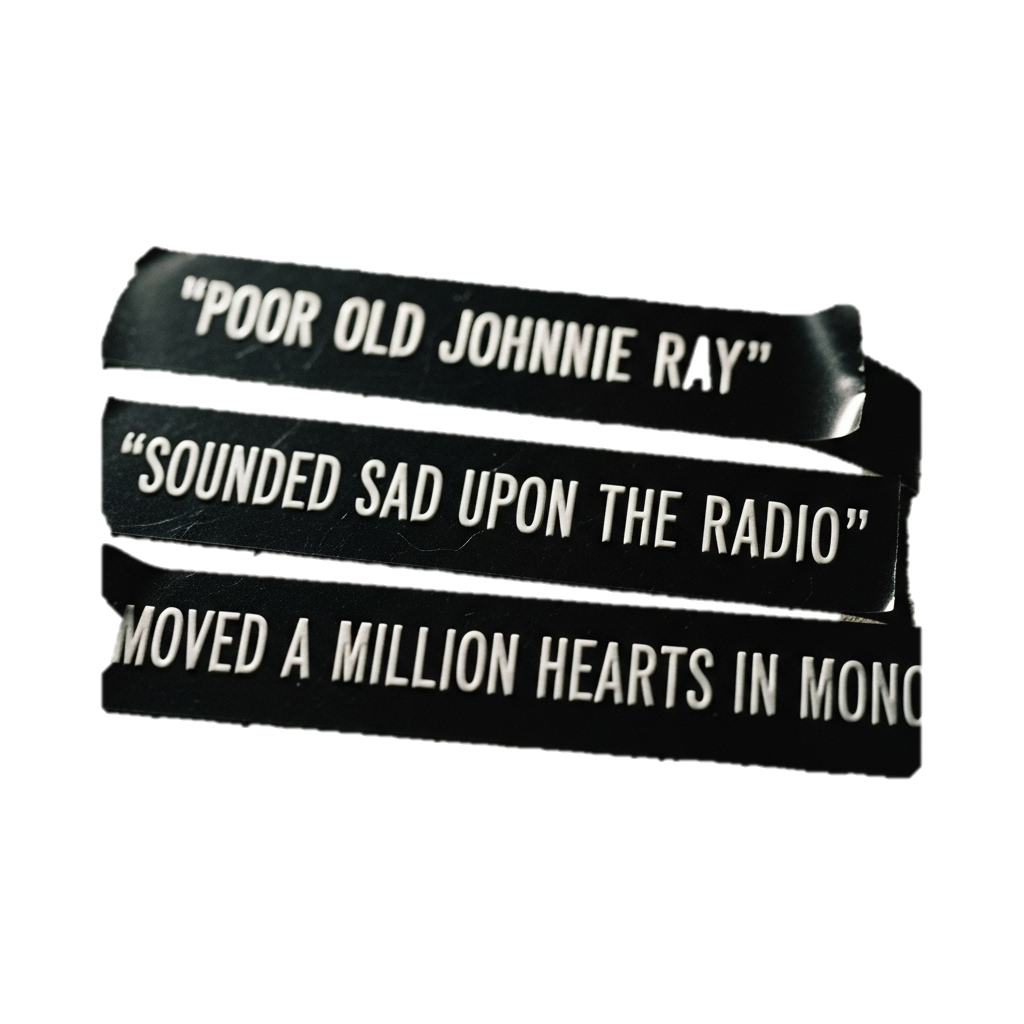 “POOR OLD JOHNNIE RAY”
“SOUNDED SAD UPON THE RADIO”
MOVED A MILLION HEARTS IN MONO